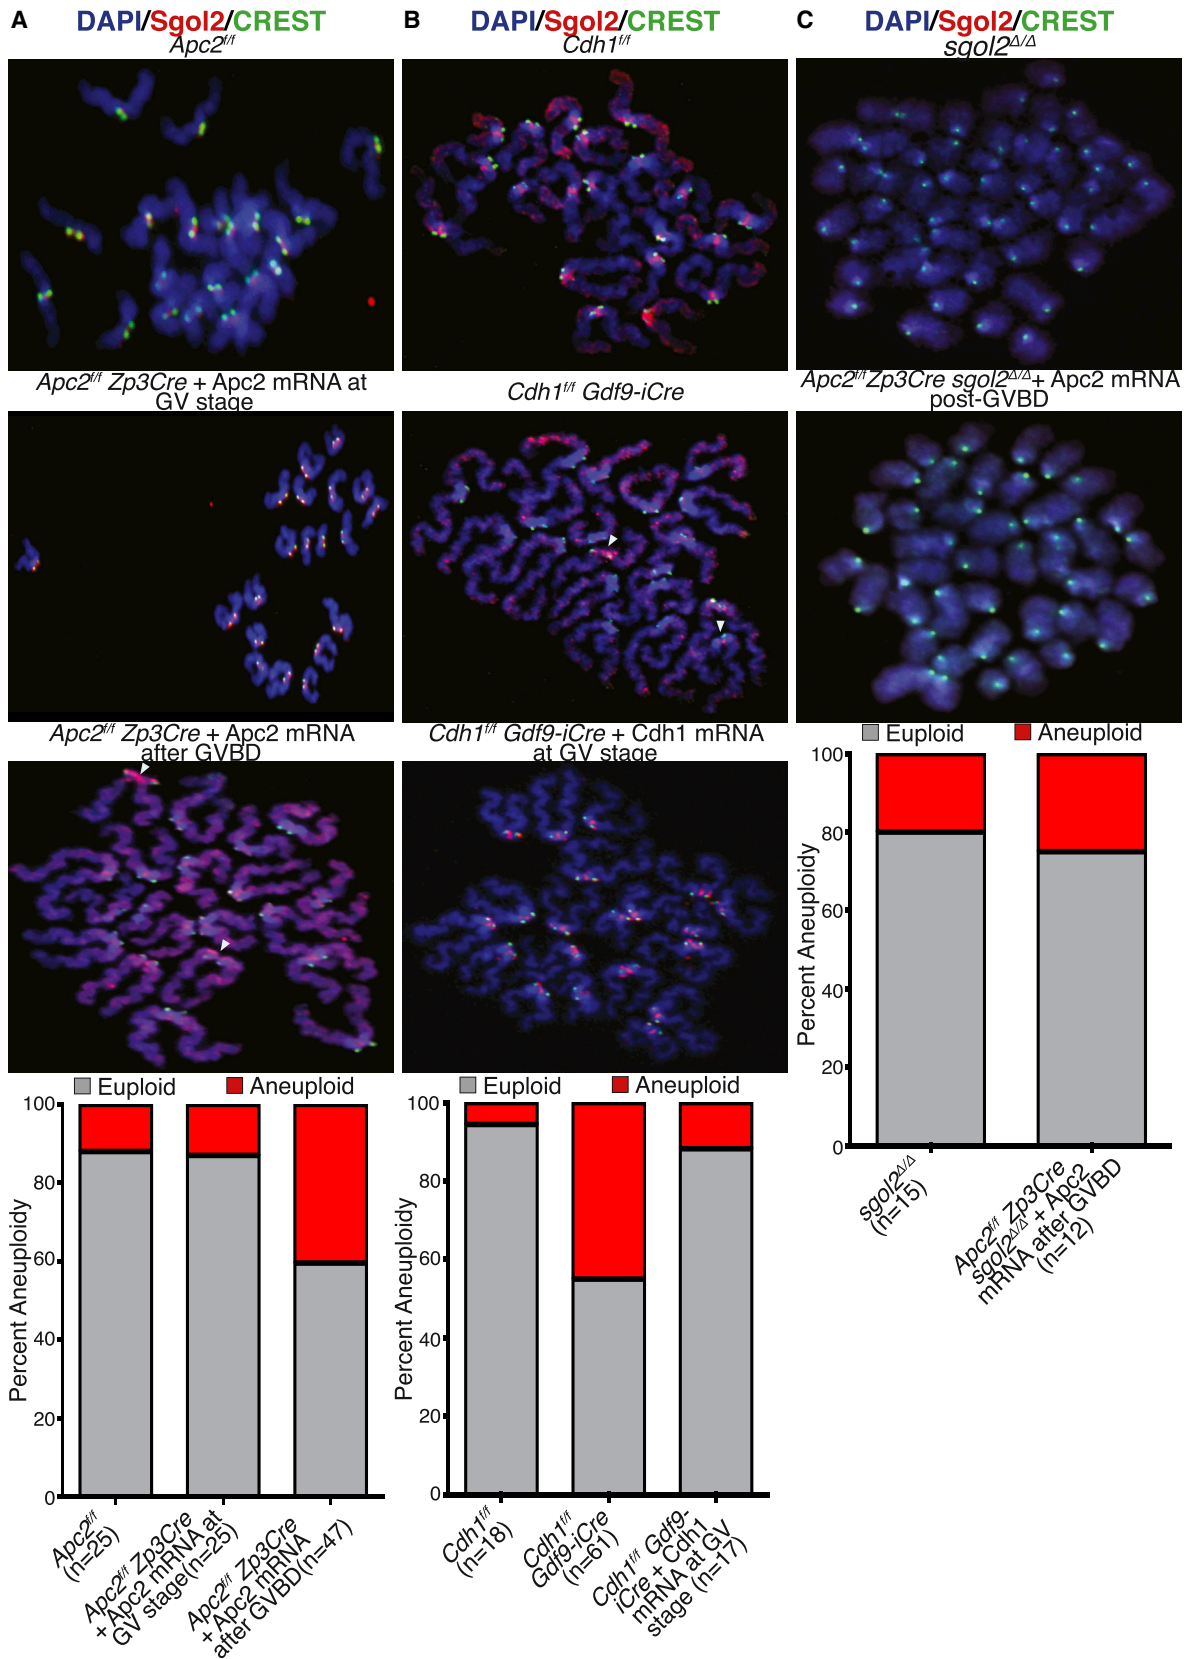 A
DAPI/Sgol2/CREST
Apc2f/f
Apc2f/f Zp3Cre + Apc2 mRNA at
GV stage
Apc2f/f Zp3Cre + Apc2 mRNA
after GVBD
Euploid
Aneuploid
Percent Aneuploidy
100
80
60
40
20
0
Apc2f/f
(n=25)
Apc2f/f Zp3Cre
+ Apc2 mRNA at
GV stage(n=25)
Apc2f/f Zp3Cre
+ Apc2 mRNA
after GVBD(n=47)
B
DAPI/Sgol2/CREST
Cdh1f/f
Cdh1f/f Gdf9-iCre
Cdh1f/f Gdf9-iCre + Cdh1 mRNA
at GV stage
Euploid
Aneuploid
Percent Aneuploidy
100
80
60
40
20
0
Cdh1f/f
(n=18)
Cdh1f/f
Gdf9-iCre
(n=61)
Cdh1f/f Gdf9-
iCre + Cdh1
mRNA at GV
stage (n=17)
C
DAPI/Sgol2/CREST
sgol2Δ/Δ
Apc2f/f Zp3Cre sgol2Δ/Δ + Apc2 mRNA
post-GVBD
Euploid
Aneuploid
Percent Aneuploidy
100
80
60
40
20
0
sgol2Δ/Δ
(n=15)
Apc2f/f Zp3Cre
sgol2Δ/Δ + Apc2
mRNA after GVBD
(n=12)